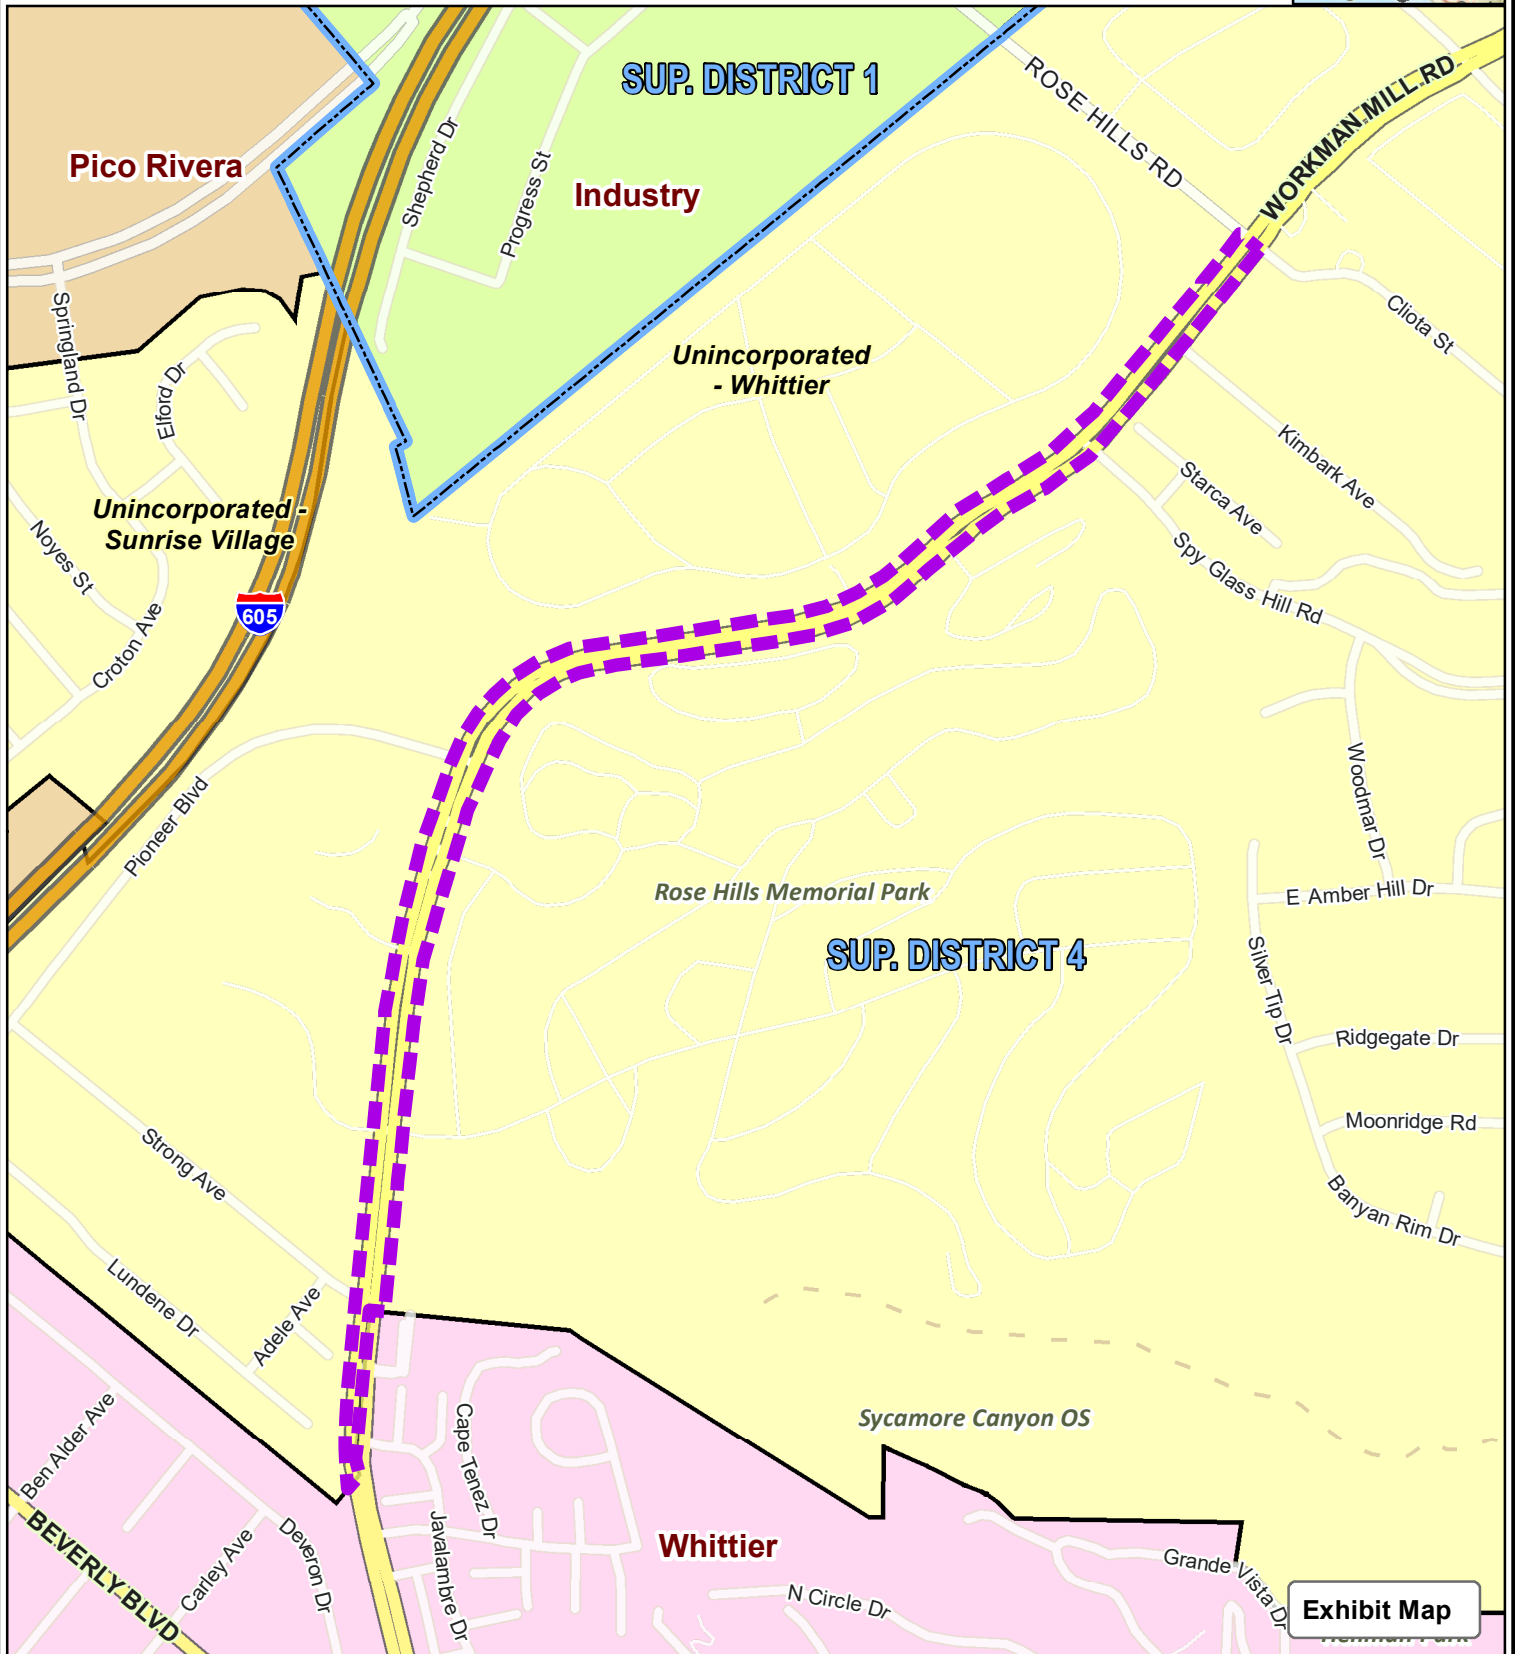 SUP. DISTRICT 1
ROSE HILLS RD
WORKMAN MILL RD
Pico Rivera
Shepherd Dr
Progress St
Industry
Springland Dr
Elford Dr
Unincorporated
- Whittier
Cliota St
Kimbark Ave
Starca Ave
Unincorporated -
Sunrise Village
Noyes St
Spy Glass Hill Rd
605
Croton Ave
Pioneer Blvd
Woodmar Dr
Rose Hills Memorial Park
E Amber Hill Dr
SUP. DISTRICT 4
Silver Tip Dr
Ridgegate Dr
Moonridge Rd
Strong Ave
Banyan Rim Dr
Lundene Dr
Adele Ave
Sycamore Canyon OS
Ben Alder Ave
Cape Tenez Dr
BEVERLY BLVD
Carley Ave
Deveron Dr
Javalambre Dr
Whittier
Grande Vista Dr
N Circle Dr
Exhibit Map